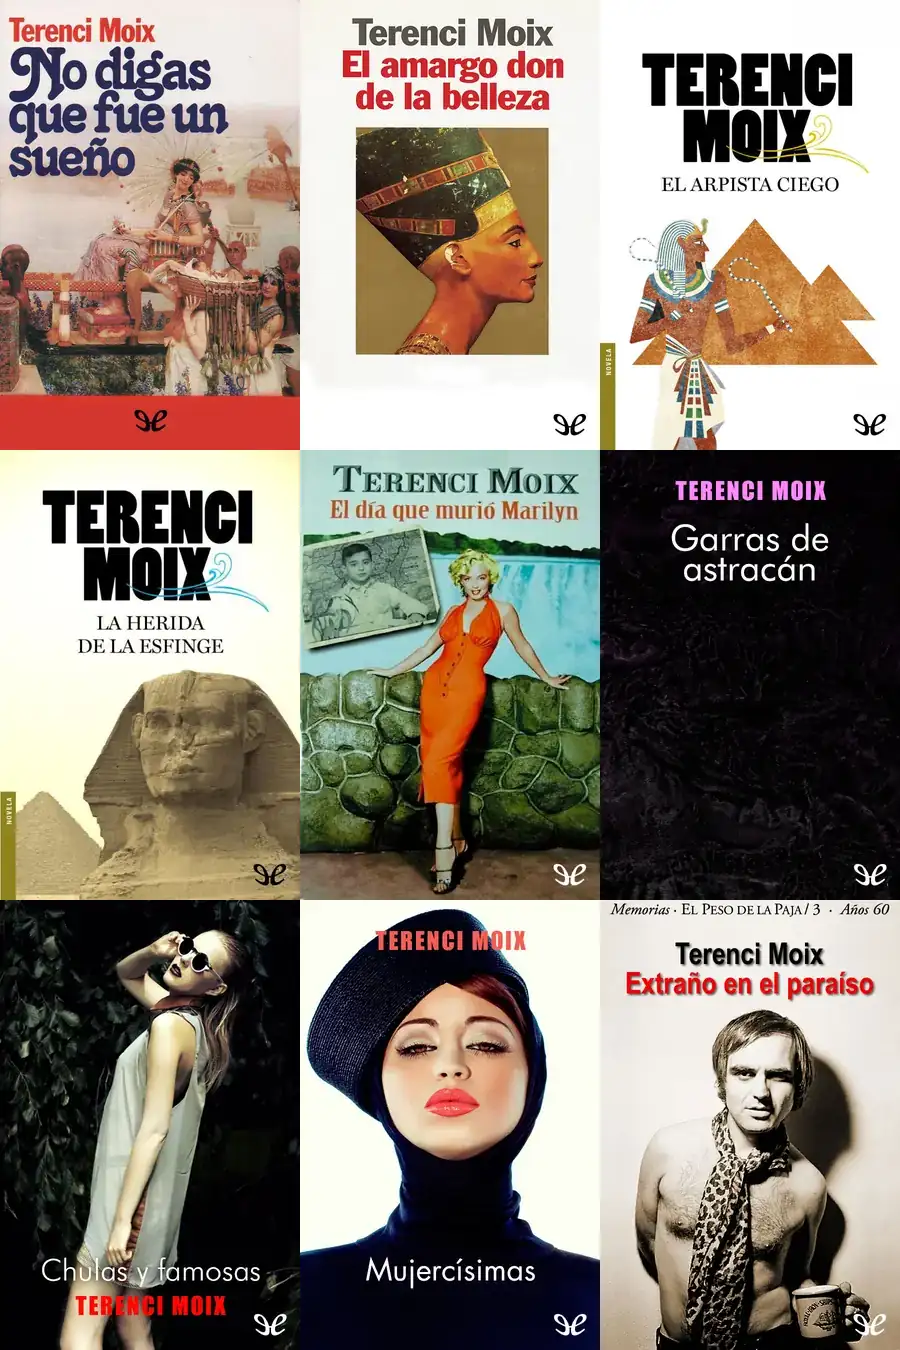 Terenci Moix
No digas
que fue un
sueño
Terenci Moix
El amargo don
de la belleza
TERENCI
MOIX
EL ARPISTA CIEGO
NOVELA
TERENCI
MOIX
LA HERIDA
DE LA ESFINGE
NOVELA
TERENCI MOIX
El día que murió Marilyn
TERENCI MOIX
Garras de
astracán
Chulas y famosas
TERENCI MOIX
TERENCI MOIX
Mujercísimas
Memorias · EL PESO DE LA PAJA / 3 · Años 60
Terenci Moix
Extraño en el paraíso